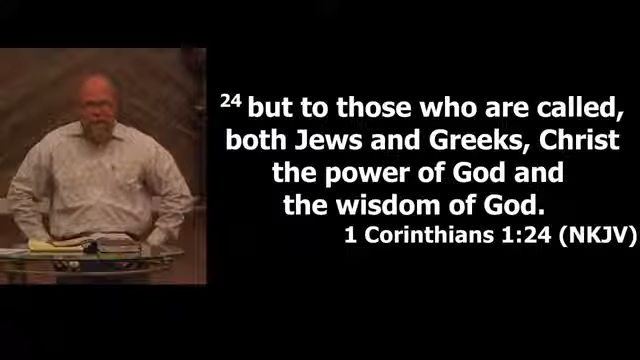 24 but to those who are called,
both Jews and Greeks, Christ
the power of God and
the wisdom of God.
1 Corinthians 1:24 (NKJV)